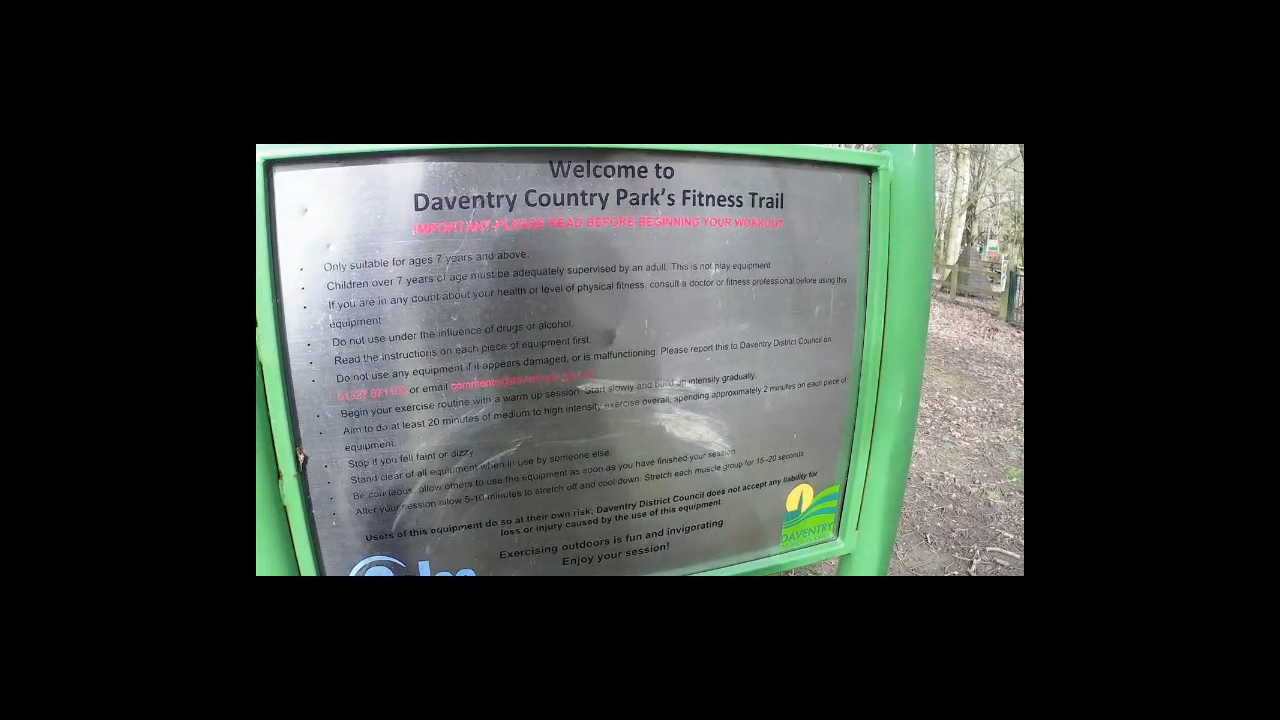 Welcome to
Daventry Country Park's Fitness Trail
IMPORTANT PLEASE READ BEFORE BEGINNING YOUR WORKOUT
Only suitable for ages 7 years and above.
Children over 7 years of age must be adequately supervised by an adult. This is not play equipment
If you are in any doubt about your health or level of physical fitness, consult a doctor or fitness professional before using this
equipment
Do not use under the influence of drugs or alcohol.
Read the instructions on each piece of equipment first.
Do not use any equipment if it appears damaged, or is malfunctioning. Please report this to Daventry District Council on
or email
Begin your exercise routine with a warm up session. Start slowly and build up intensity gradually.
Aim to do at least 20 minutes of medium to high intensity exercise overall, spending approximately 2 minutes on each piece of
equipment.
Stop if you fell faint or dizzy.
Stand clear of all equipment when in use by someone else.
Be courteous, allow others to use this equipment as soon as you have finished your session.
After your session allow 5-10 minutes to stretch off and cool down. Stretch each muscle group for 15-20 seconds
Users of this equipment do so at their own risk; Daventry District Council does not accept any liability for
loss or injury caused by the use of this equipment.
Exercising outdoors is fun and invigorating
Enjoy your session!
DAVENTRY